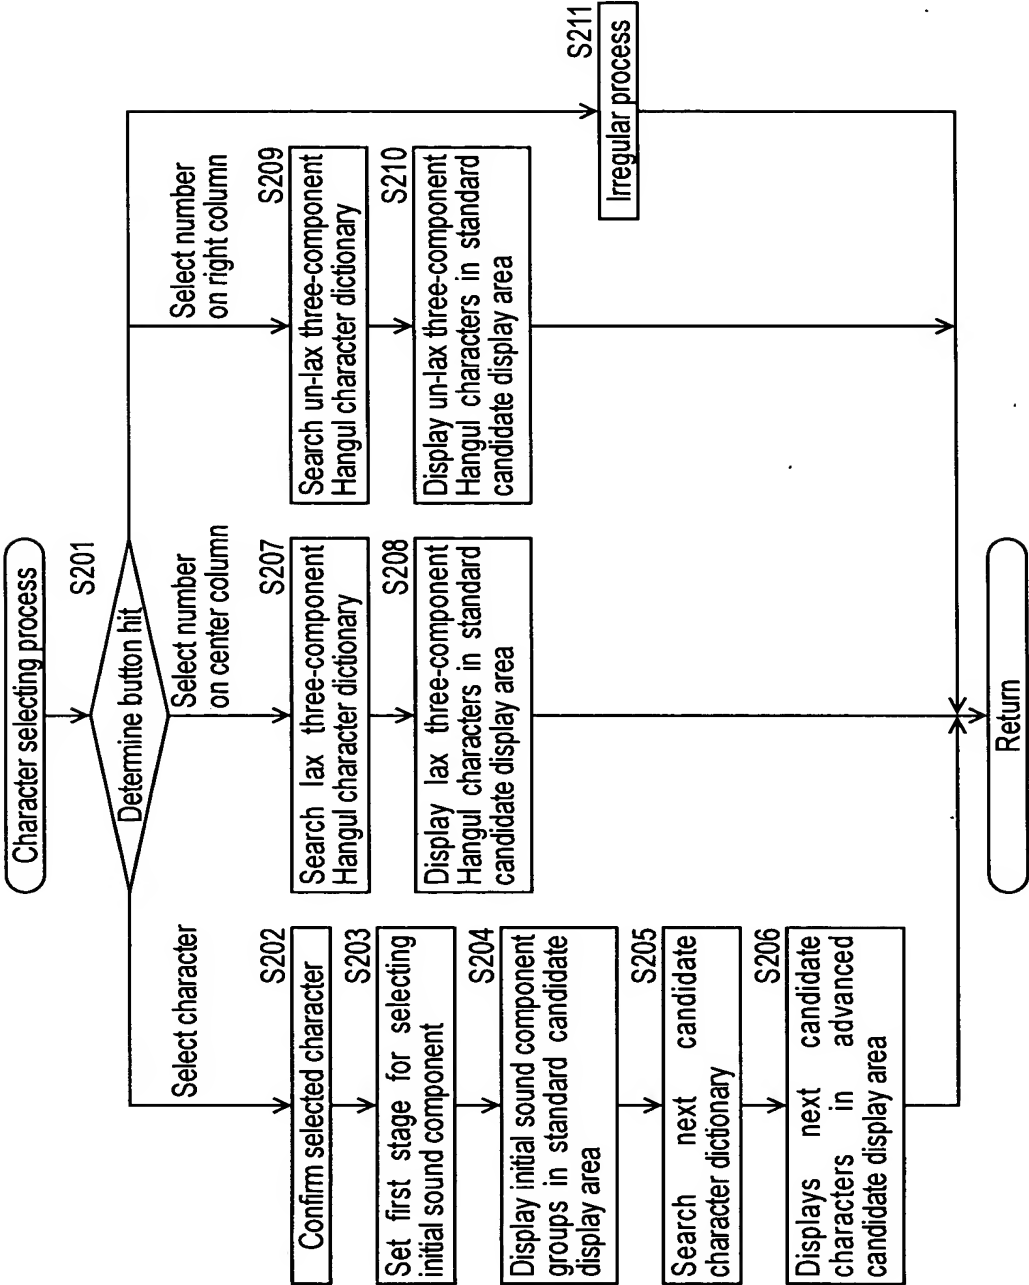 Character selecting process
S201
Determine button hit
Select character
S202
Confirm selected character
S203
Set first stage for selecting
initial sound component
S204
Display initial sound component
groups in standard candidate
display area
S205
Search next candidate
character dictionary
S206
Displays next candidate
characters in advanced
candidate display area
Select number
on center column
S207
Search lax three-component
Hangul character dictionary
S208
Display lax three-component
Hangul characters in standard
candidate display area
Select number
on right column
S209
Search un-lax three-component
Hangul character dictionary
S210
Display un-lax three-component
Hangul characters in standard
candidate display area
S211
Irregular process
Return